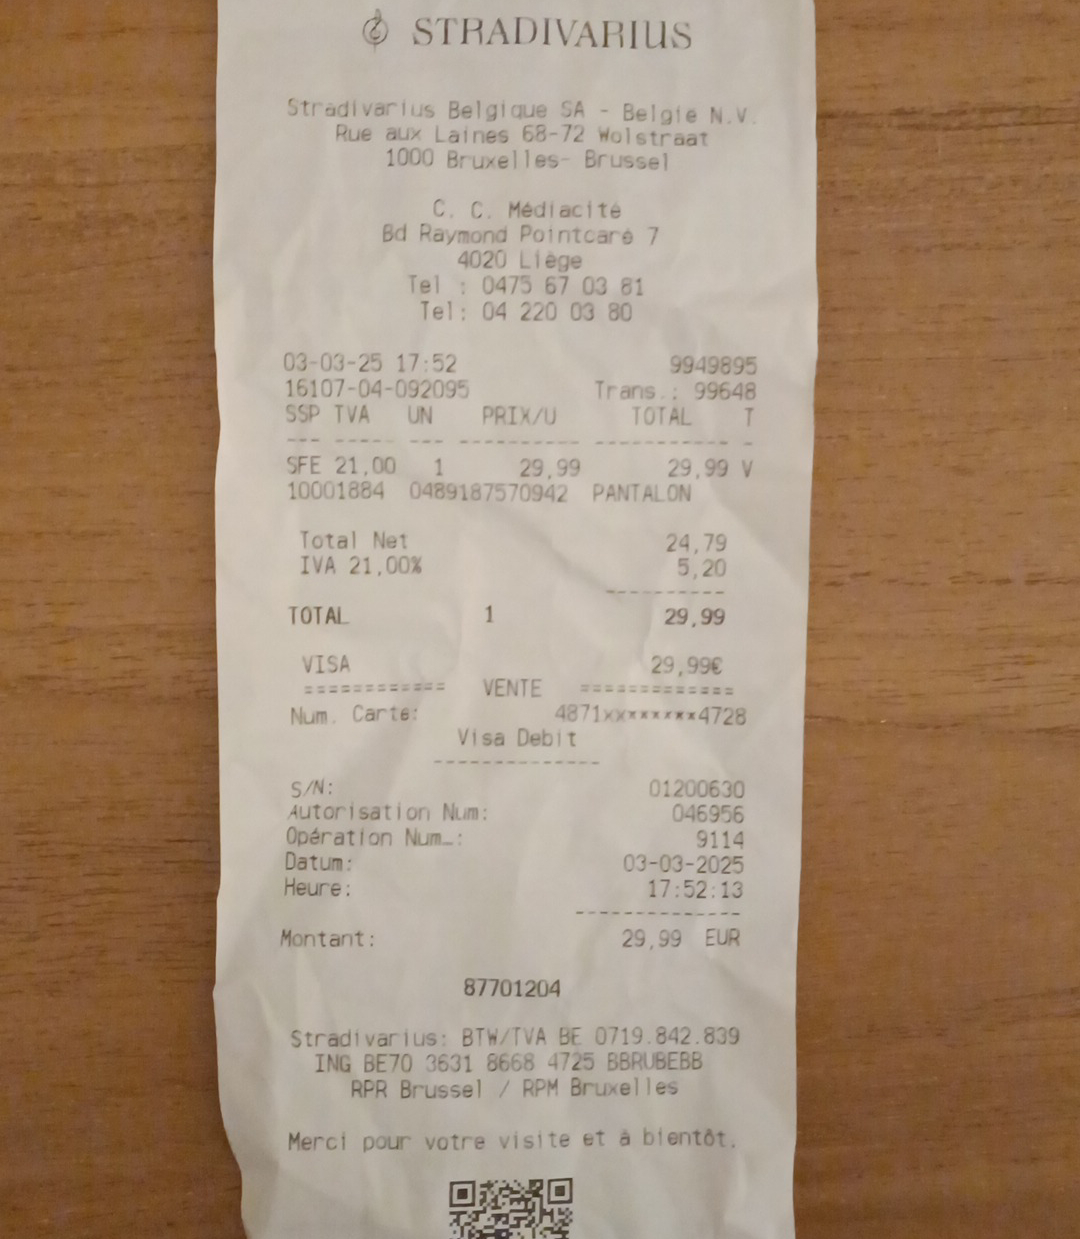 STRADIVARIUS
Stradivarius Belgique SA - Belgie N.V.
Rue aux Laines 68-72 Wolstraat
1000 Bruxelles- Brussel
C. C. Médiacité
Bd Raymond Pointcaré 7
4020 Liège
Tel : 0475 67 03 81
Tel: 04 220 03 80
03-03-25 17:52 9949895
16107-04-092095 Trans.: 99648
SSP TVA UN PRIX/U TOTAL T
--- ----- --- ---------- ----------- -
SFE 21,00 1 29,99 29,99 V
10001884 0489187570942 PANTALON
Total Net 24,79
IVA 21,00% 5,20
----------
TOTAL 1 29,99
VISA 29,99€
============ VENTE =============
Num. Carte: 4871xxxxxxxx4728
Visa Debit
--------------
S/N: 01200630
Autorisation Num: 046956
Opération Num_: 9114
Datum: 03-03-2025
Heure: 17:52:13
--------------
Montant: 29,99 EUR
87701204
Stradivarius: BTW/TVA BE 0719.842.839
ING BE70 3631 8668 4725 BBRUBEBB
RPR Brussel / RPM Bruxelles
Merci pour votre visite et à bientôt.